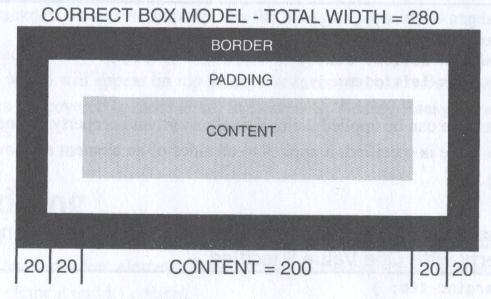 CORRECT BOX MODEL - TOTAL WIDTH = 280
BORDER
PADDING
CONTENT
20 20 CONTENT = 200 20 20